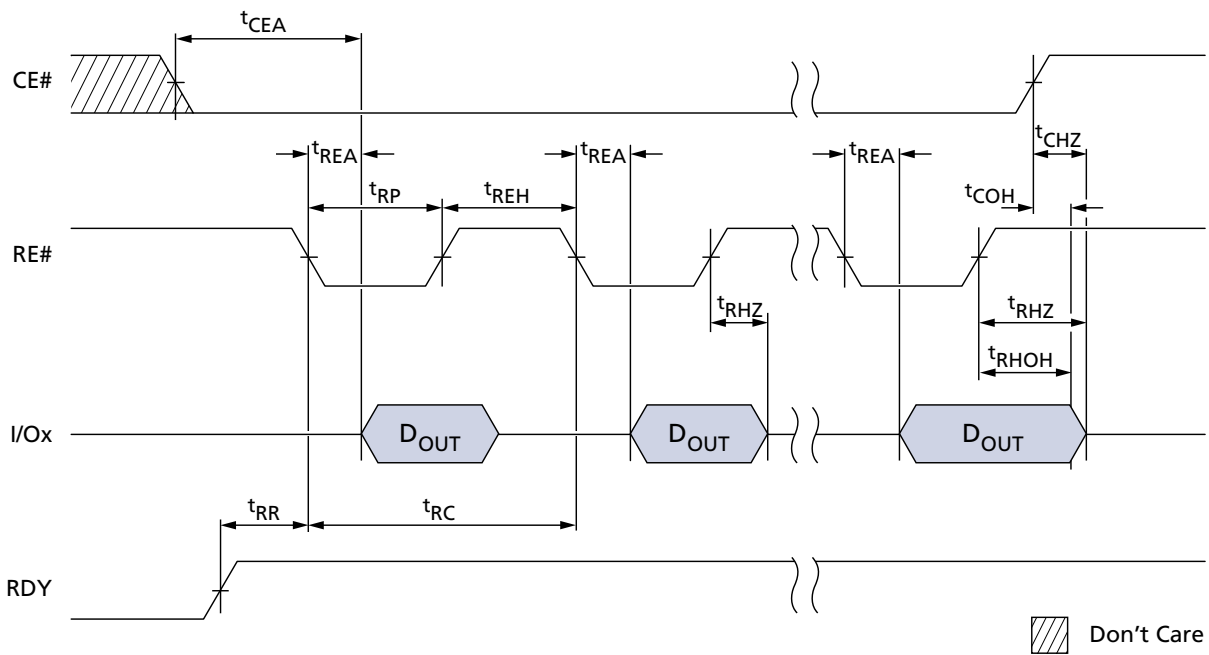 tCEA
CE#
tREA
tREA
tREA
tCHZ
tRP
tREH
tCOH
RE#
tRHZ
tRHZ
tRHOH
I/Ox
DOUT
DOUT
DOUT
tRR
tRC
RDY
Don't Care